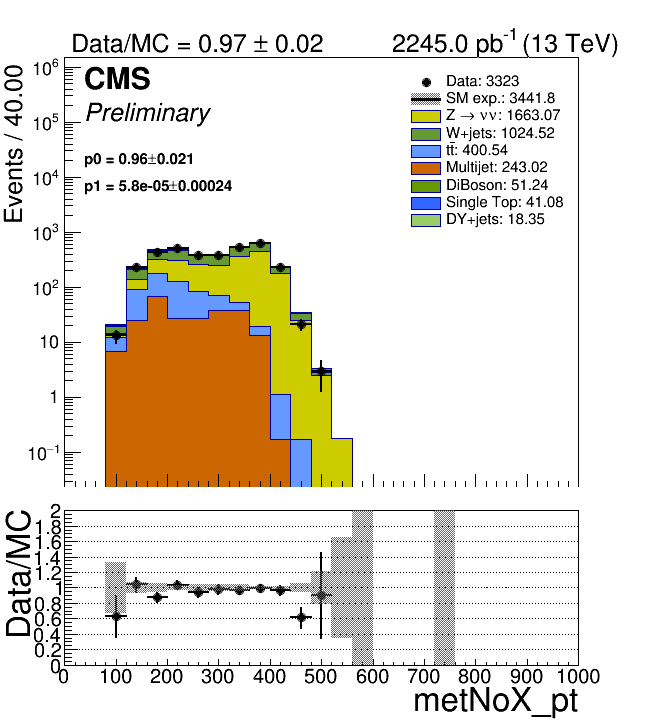 Data/MC = 0.97 ± 0.02 2245.0 pb⁻¹ (13 TeV)
CMS
Preliminary
p0 = 0.96±0.021
p1 = 5.8e-05±0.00024
Data: 3323
SM exp.: 3441.8
Z → νν: 1663.07
W+jets: 1024.52
tt̄: 400.54
Multijet: 243.02
DiBoson: 51.24
Single Top: 41.08
DY+jets: 18.35
Events / 40.00
10⁶
10⁵
10⁴
10³
10²
10
1
10⁻¹
Data/MC
2
1.8
1.6
1.4
1.2
1
0.8
0.6
0.4
0.2
0
0 100 200 300 400 500 600 700 800 900 1000
metNoX_pt